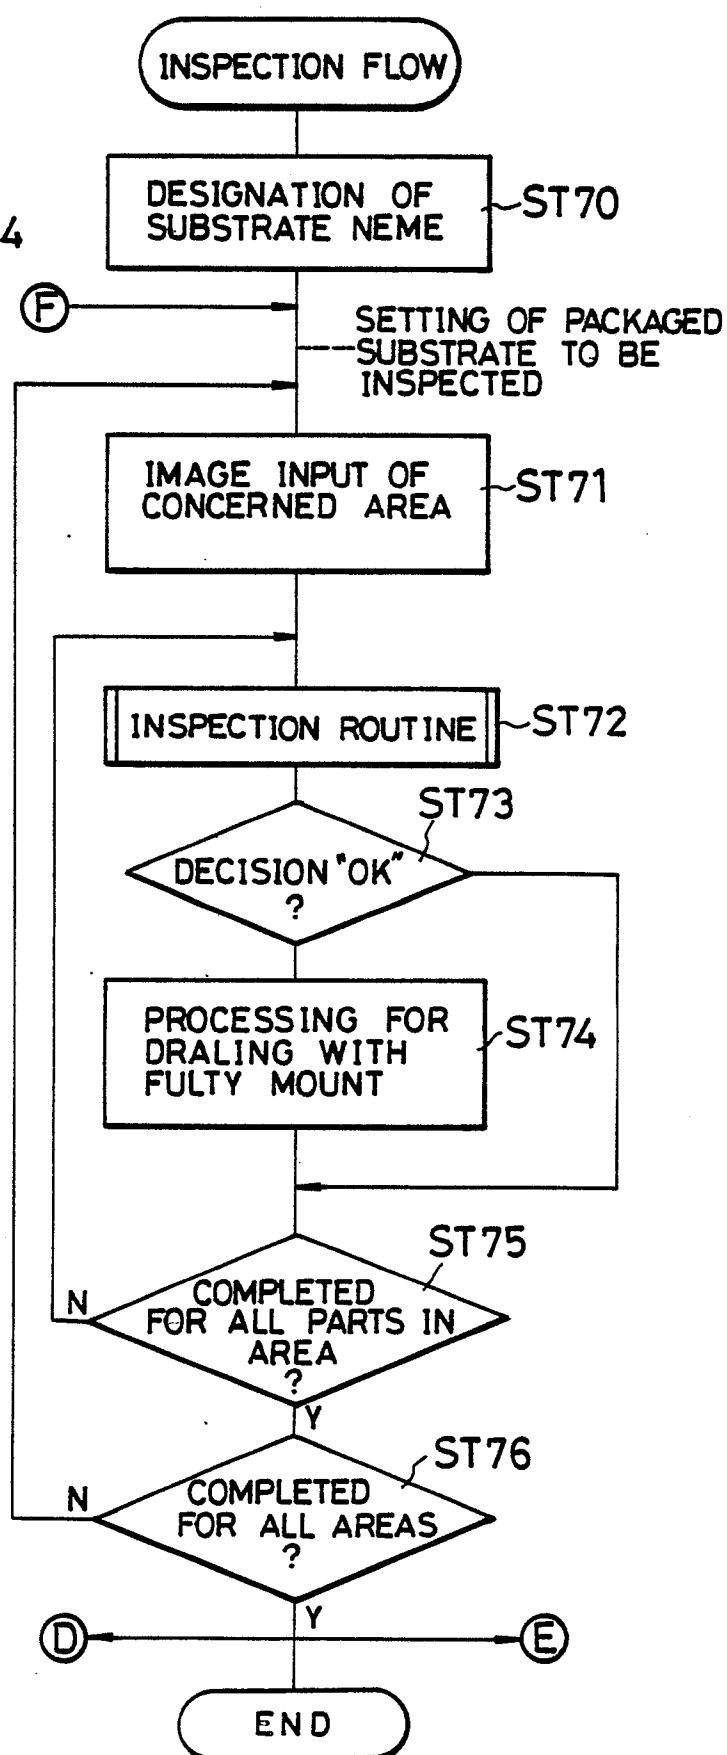 INSPECTION FLOW
DESIGNATION OF
SUBSTRATE NEME
ST70
4
F
SETTING OF PACKAGED
SUBSTRATE TO BE
INSPECTED
IMAGE INPUT OF
CONCERNED AREA
ST71
INSPECTION ROUTINE
ST72
ST73
DECISION "OK"
?
PROCESSING FOR
DRALING WITH
FULTY MOUNT
ST74
ST75
COMPLETED
FOR ALL PARTS IN
AREA
?
N
Y
ST76
COMPLETED
FOR ALL AREAS
?
N
Y
D
E
END